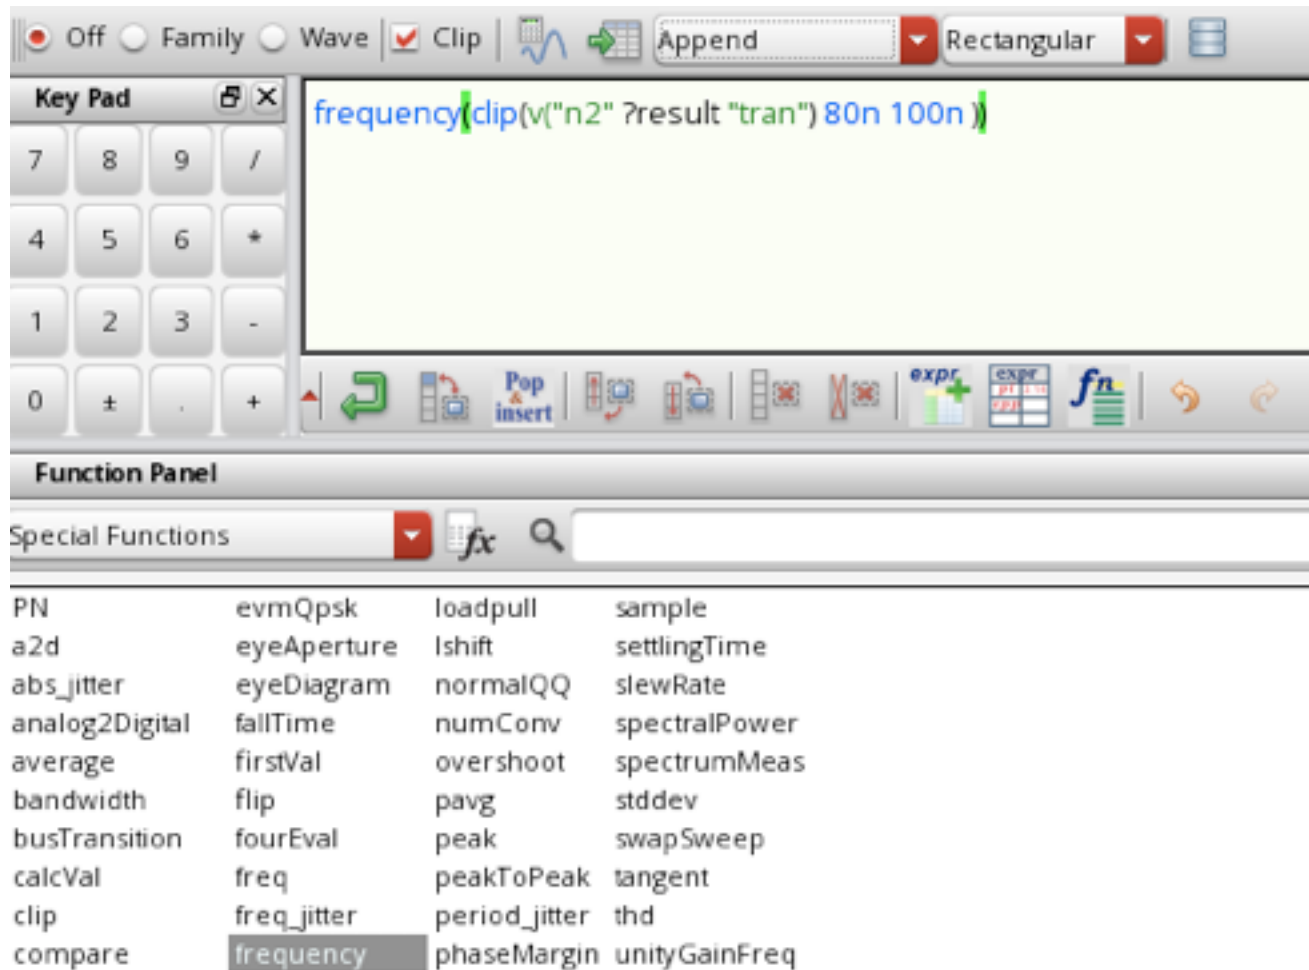 Off Family Wave Clip Append Rectangular
Key Pad
frequency(clip(v("n2" ?result "tran") 80n 100n ))
7 8 9 /
4 5 6 *
1 2 3 -
0 ± . +
Pop & insert expr expr fn
Function Panel
Special Functions fx
PN evmQpsk loadpull sample
a2d eyeAperture lshift settlingTime
abs_jitter eyeDiagram normalQQ slewRate
analog2Digital fallTime numConv spectralPower
average firstVal overshoot spectrumMeas
bandwidth flip pavg stddev
busTransition fourEval peak swapSweep
calcVal freq peakToPeak tangent
clip freq_jitter period_jitter thd
compare frequency phaseMargin unityGainFreq